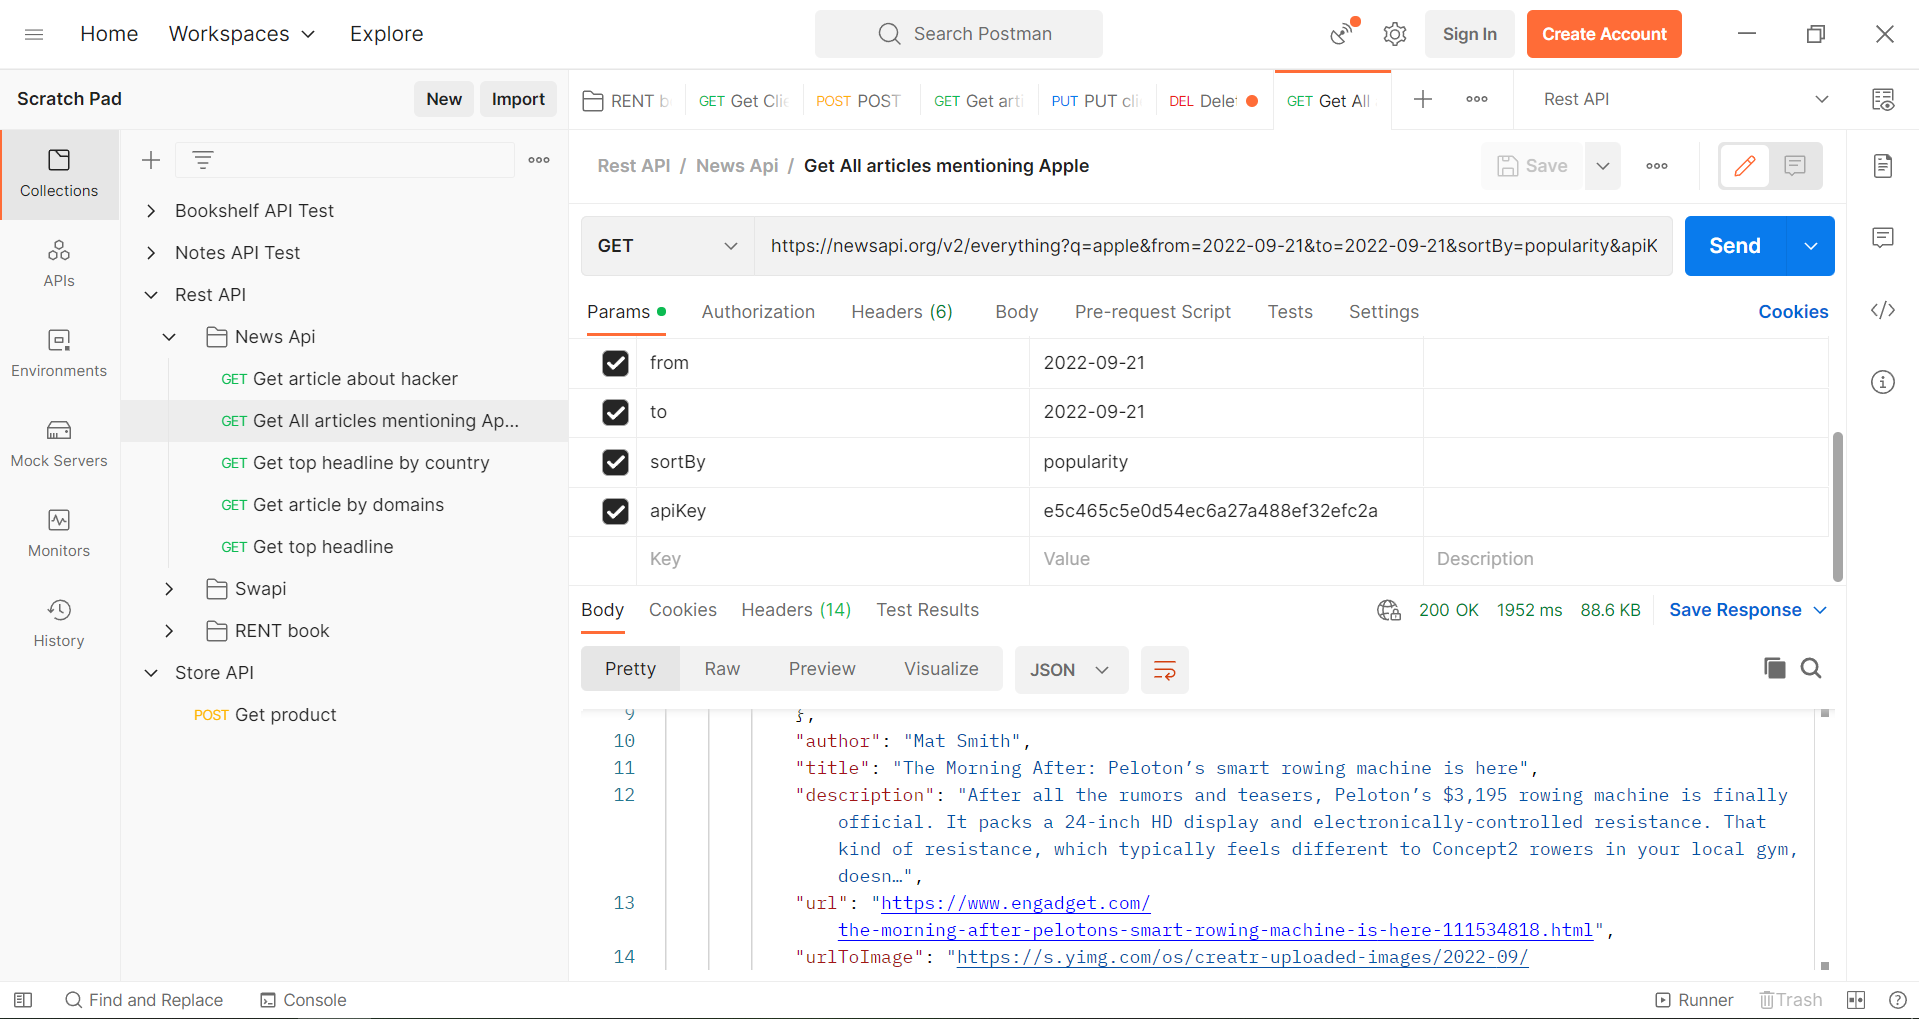 Home Workspaces Explore Search Postman Sign In Create Account
Scratch Pad New Import
RENT b GET Get Clie POST POST GET Get arti PUT PUT cli DEL Delet GET Get All Rest API
Collections
APIs
Environments
Mock Servers
Monitors
History
Bookshelf API Test
Notes API Test
Rest API
News Api
GET Get article about hacker
GET Get All articles mentioning Ap...
GET Get top headline by country
GET Get article by domains
GET Get top headline
Swapi
RENT book
Store API
POST Get product
Rest API / News Api / Get All articles mentioning Apple Save
GET https://newsapi.org/v2/everything?q=apple&from=2022-09-21&to=2022-09-21&sortBy=popularity&apiK Send
Params Authorization Headers (6) Body Pre-request Script Tests Settings Cookies
from 2022-09-21
to 2022-09-21
sortBy popularity
apiKey e5c465c5e0d54ec6a27a488ef32efc2a
Key Value Description
Body Cookies Headers (14) Test Results 200 OK 1952 ms 88.6 KB Save Response
Pretty Raw Preview Visualize JSON
9 },
10 "author": "Mat Smith",
11 "title": "The Morning After: Peloton’s smart rowing machine is here",
12 "description": "After all the rumors and teasers, Peloton’s $3,195 rowing machine is finally
official. It packs a 24-inch HD display and electronically-controlled resistance. That
kind of resistance, which typically feels different to Concept2 rowers in your local gym,
doesn…",
13 "url": "https://www.engadget.com/
the-morning-after-pelotons-smart-rowing-machine-is-here-111534818.html",
14 "urlToImage": "https://s.yimg.com/os/creatr-uploaded-images/2022-09/
Find and Replace Console Runner Trash